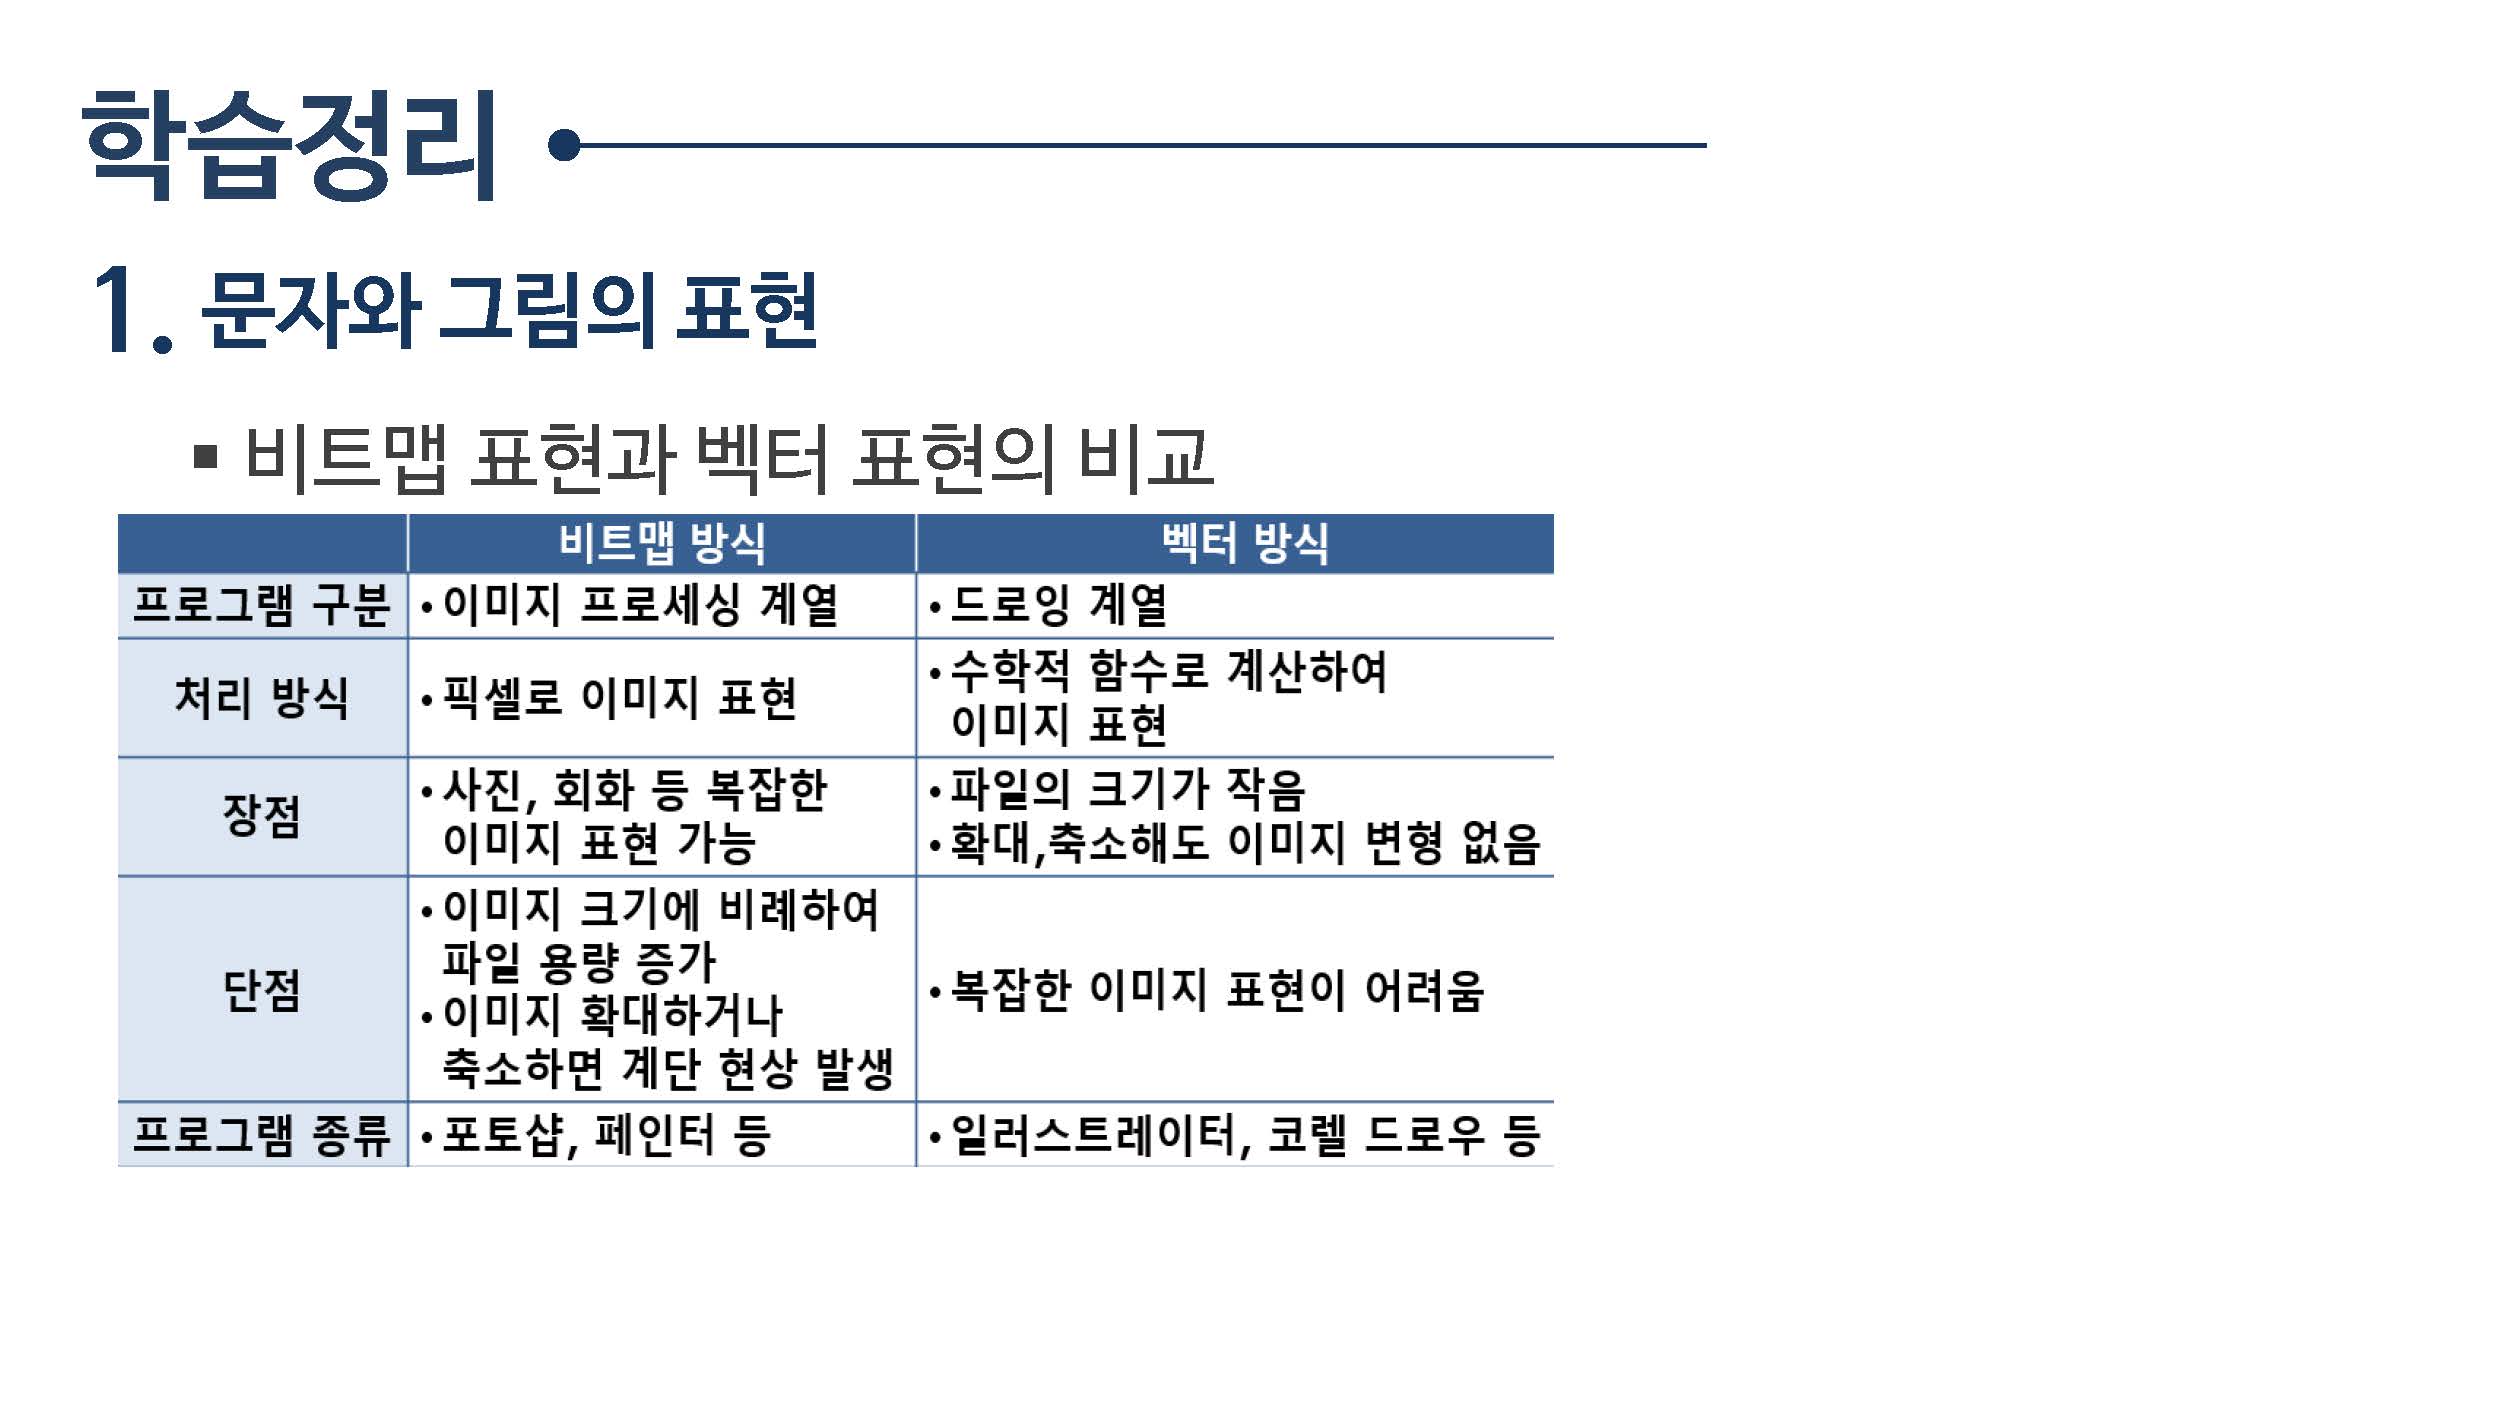 학습정리
1. 문자와 그림의 표현
▪ 비트맵 표현과 벡터 표현의 비교
비트맵 방식 벡터 방식
프로그램 구분 • 이미지 프로세싱 계열 • 드로잉 계열
처리 방식 • 픽셀로 이미지 표현 • 수학적 함수로 계산하여
이미지 표현
장점 • 사진, 회화 등 복잡한
이미지 표현 가능
• 파일의 크기가 작음
• 확대,축소해도 이미지 변형 없음
단점 • 이미지 크기에 비례하여
파일 용량 증가
• 이미지 확대하거나
축소하면 계단 현상 발생
• 복잡한 이미지 표현이 어려움
프로그램 종류 • 포토샵, 페인터 등 • 일러스트레이터, 코렐 드로우 등